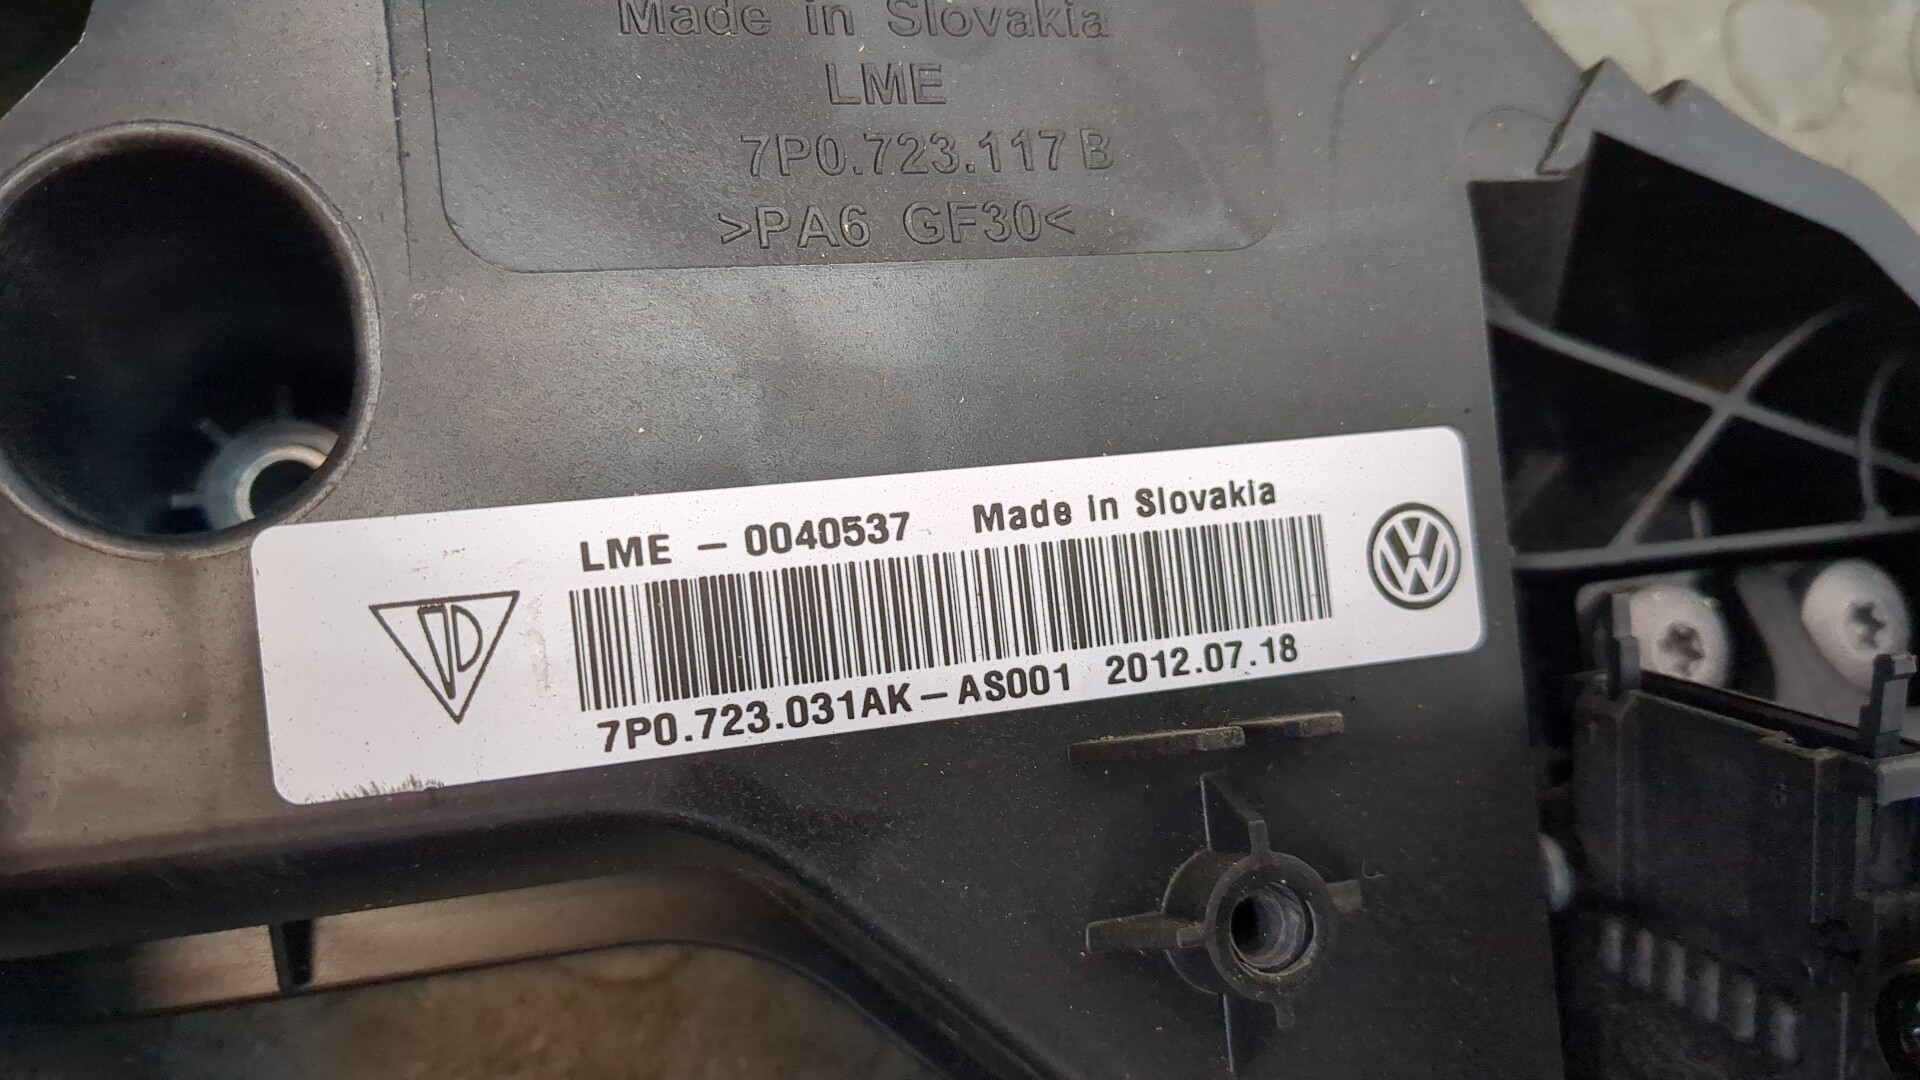 Made in Slovakia
LME
7P0.723.117 B
>PA6 GF30<
LME - 0040537 Made in Slovakia
7P0.723.031AK-AS001 2012.07.18